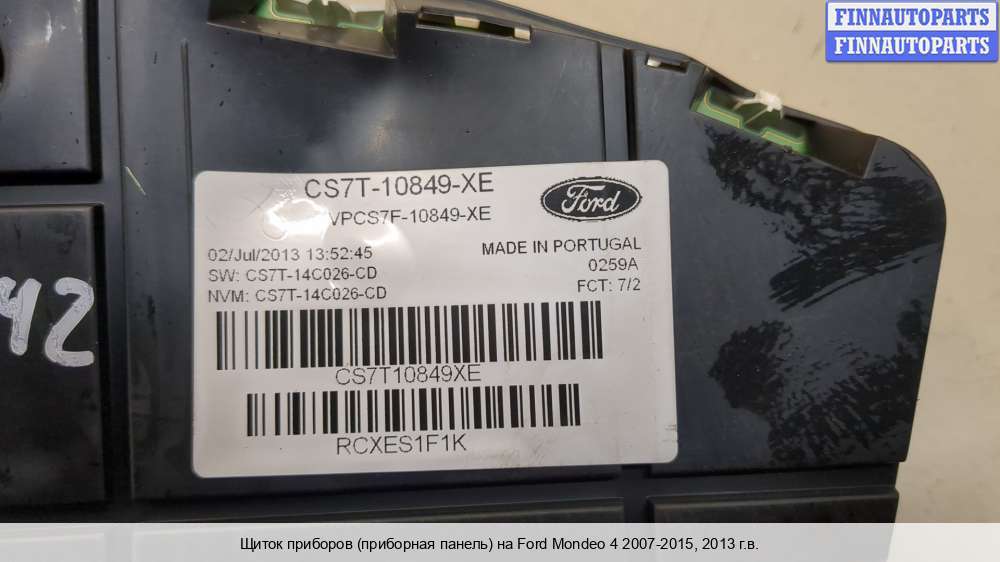 FINNAUTOPARTS
FINNAUTOPARTS
CS7T-10849-XE
Ford
VPCS7F-10849-XE
02/Jul/2013 13:52:45
MADE IN PORTUGAL
SW: CS7T-14C026-CD
0259A
NVM: CS7T-14C026-CD
FCT: 7/2
CS7T10849XE
RCXES1F1K
42
Щиток приборов (приборная панель) на Ford Mondeo 4 2007-2015, 2013 г.в.